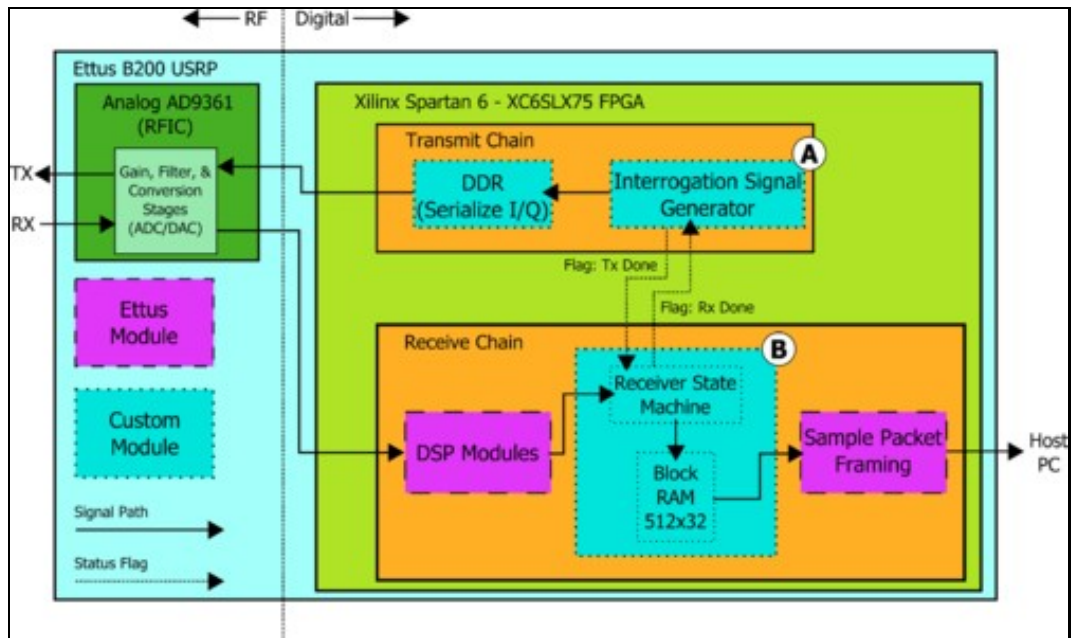 RF Digital
Ettus B200 USRP
Analog AD9361
(RFIC)
Gain, Filter, &
Conversion
Stages
(ADC/DAC)
TX
RX
Xilinx Spartan 6 - XC6SLX75 FPGA
Transmit Chain
A
DDR
(Serialize I/Q)
Interrogation Signal
Generator
Flag: Tx Done
Flag: Rx Done
Ettus
Module
Custom
Module
Signal Path
Status Flag
Receive Chain
B
Receiver State
Machine
DSP Modules
Block
RAM
512x32
Sample Packet
Framing
Host
PC